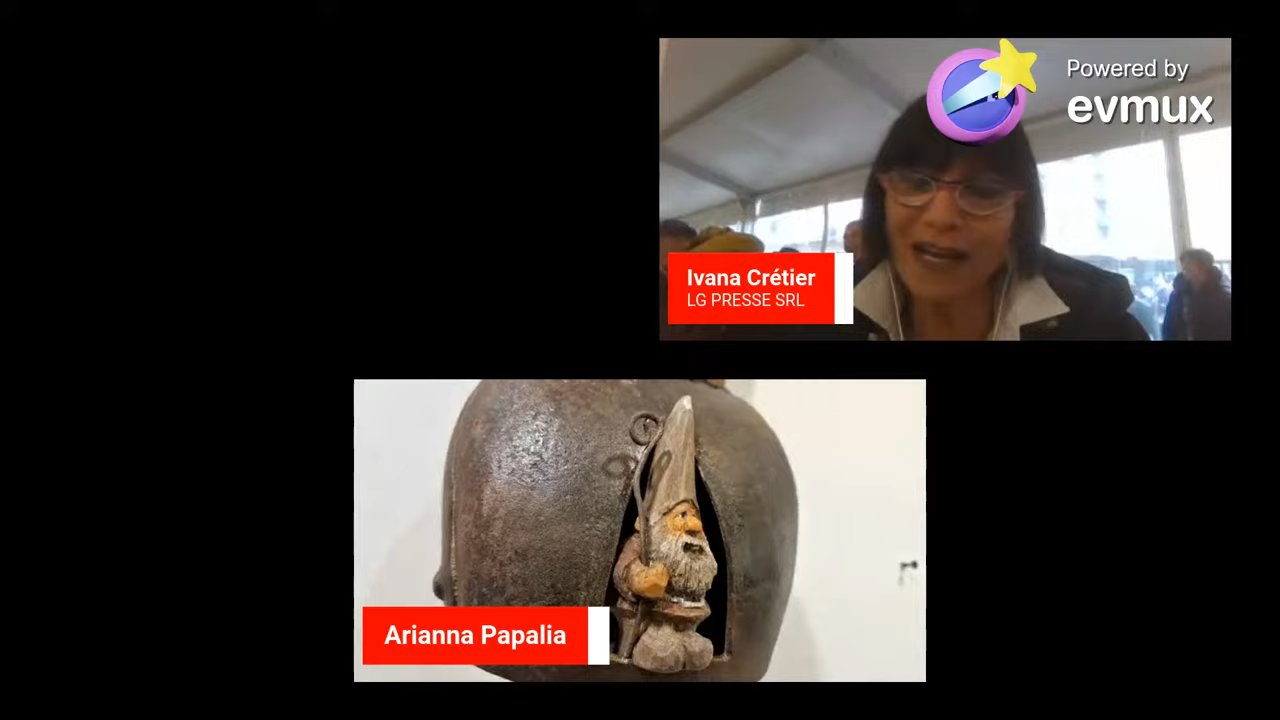 Powered by
evmux
Ivana Crétier
LG PRESSE SRL
Arianna Papalia